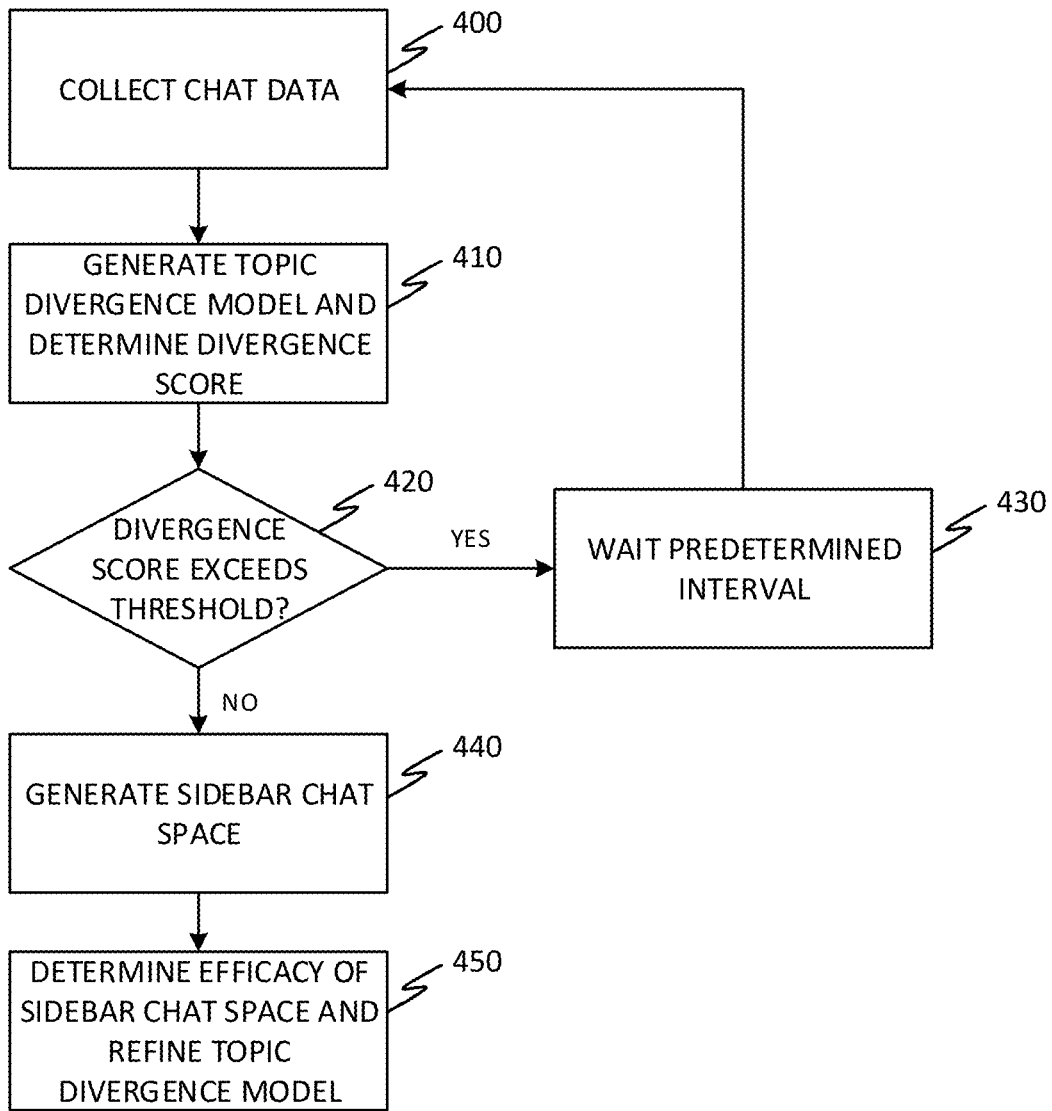 400
COLLECT CHAT DATA
410
GENERATE TOPIC
DIVERGENCE MODEL AND
DETERMINE DIVERGENCE
SCORE
420
DIVERGENCE
SCORE EXCEEDS
THRESHOLD?
YES
430
WAIT PREDETERMINED
INTERVAL
NO
440
GENERATE SIDEBAR CHAT
SPACE
450
DETERMINE EFFICACY OF
SIDEBAR CHAT SPACE AND
REFINE TOPIC
DIVERGENCE MODEL